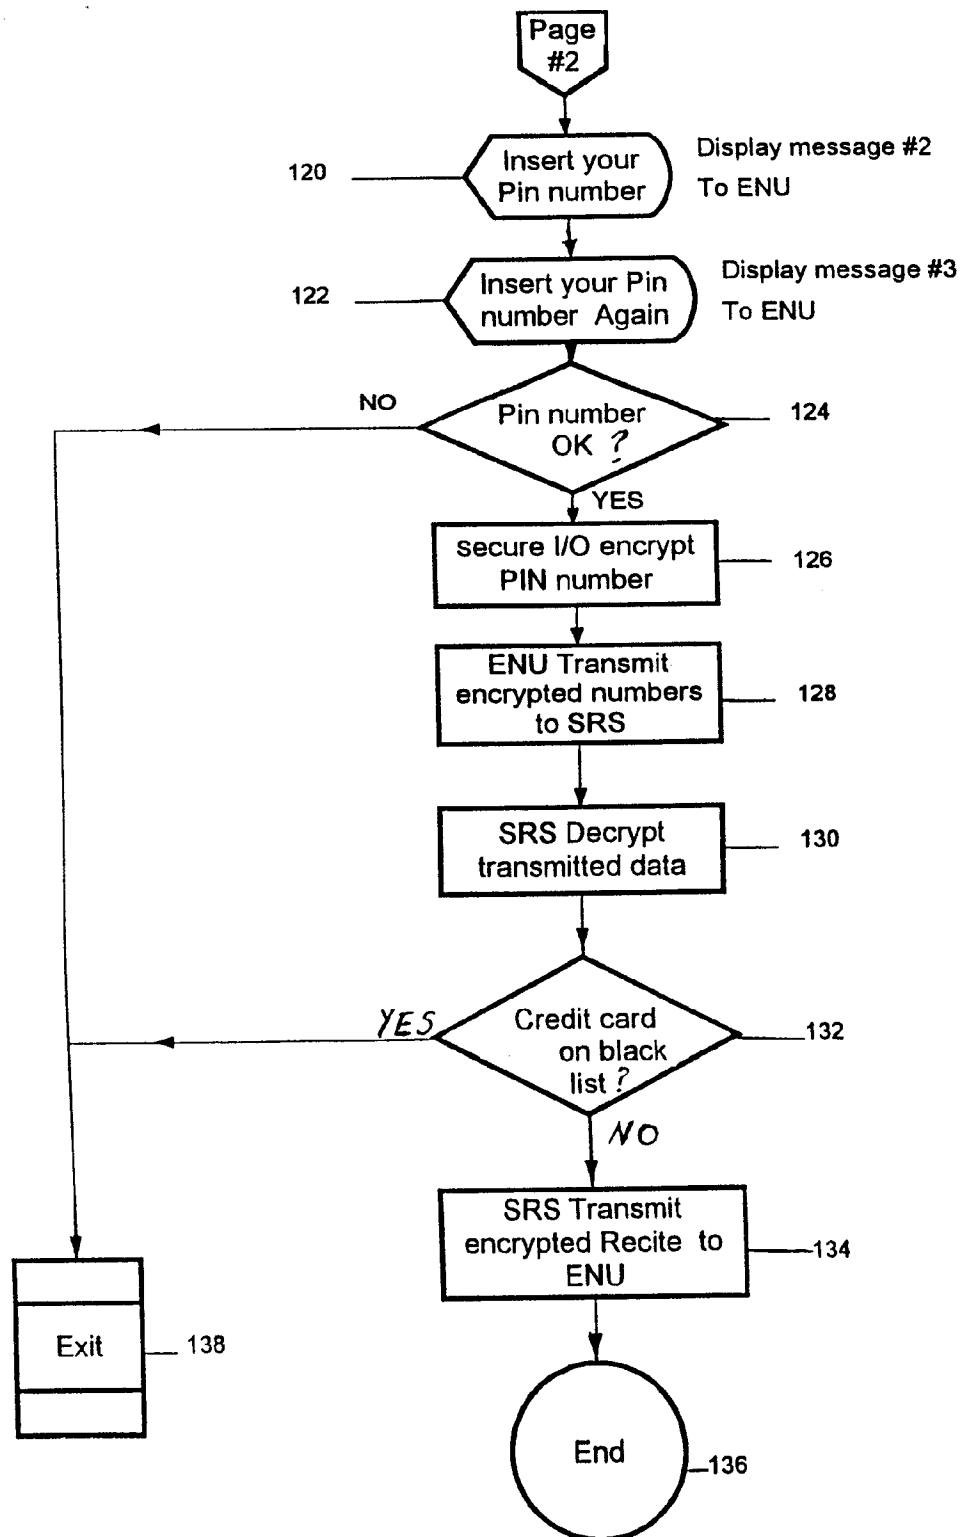 Page
#2
120
Insert your
Pin number
Display message #2
To ENU
122
Insert your Pin
number Again
Display message #3
To ENU
NO
Pin number
OK ?
124
YES
secure I/O encrypt
PIN number
126
ENU Transmit
encrypted numbers
to SRS
128
SRS Decrypt
transmitted data
130
YES
Credit card
on black
list ?
132
NO
SRS Transmit
encrypted Recite to
ENU
134
Exit
138
End
136